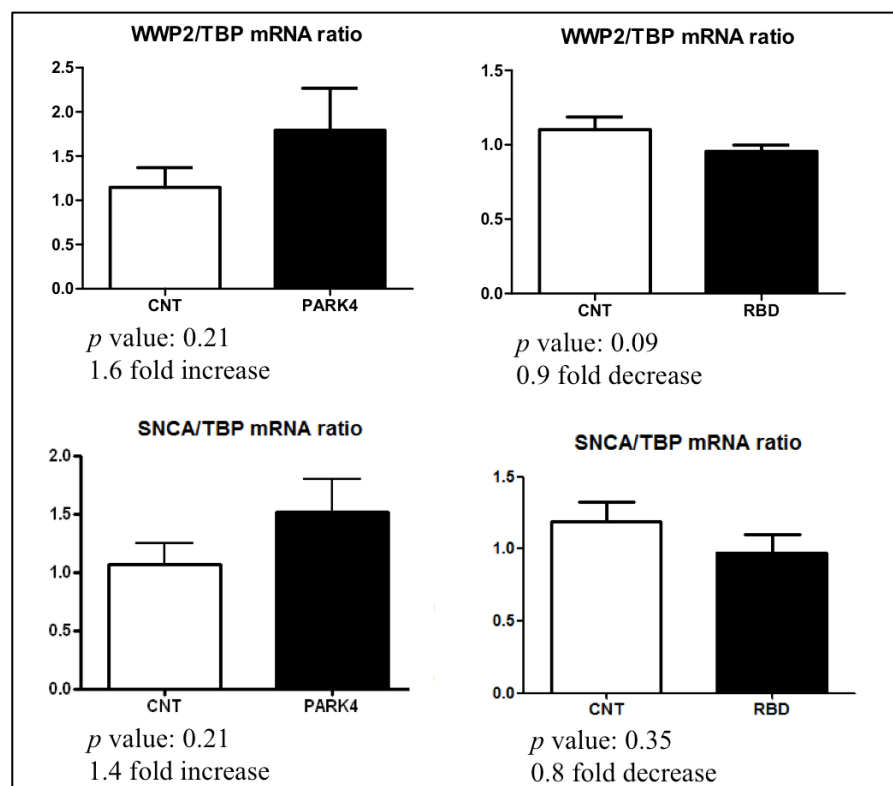 WWP2/TBP mRNA ratio
2.5
2.0
1.5
1.0
0.5
0.0
CNT PARK4
p value: 0.21
1.6 fold increase
WWP2/TBP mRNA ratio
1.5
1.0
0.5
0.0
CNT RBD
p value: 0.09
0.9 fold decrease
SNCA/TBP mRNA ratio
2.0
1.5
1.0
0.5
0.0
CNT PARK4
p value: 0.21
1.4 fold increase
SNCA/TBP mRNA ratio
1.5
1.0
0.5
0.0
CNT RBD
p value: 0.35
0.8 fold decrease